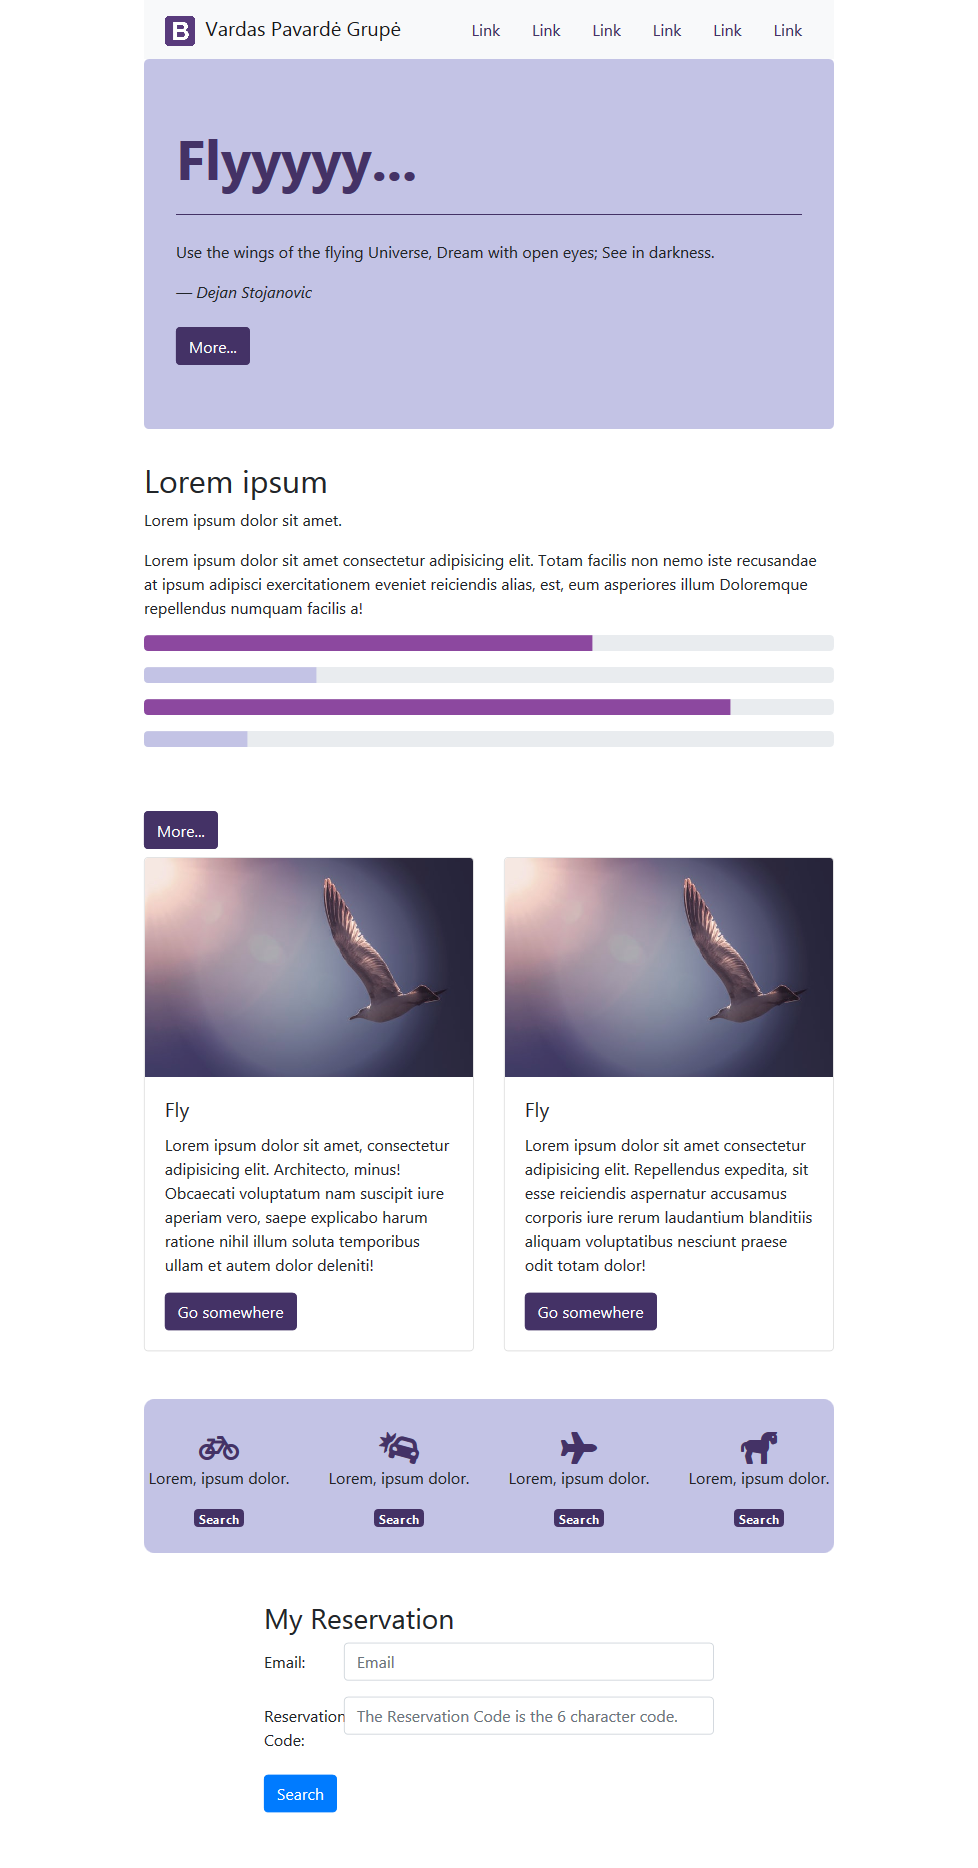 B Vardas Pavardė Grupė Link Link Link Link Link Link
Flyyyyy...
Use the wings of the flying Universe, Dream with open eyes; See in darkness.
— Dejan Stojanovic
More...
Lorem ipsum
Lorem ipsum dolor sit amet.
Lorem ipsum dolor sit amet consectetur adipisicing elit. Totam facilis non nemo iste recusandae
at ipsum adipisci exercitationem eveniet reiciendis alias, est, eum asperiores illum Doloremque
repellendus numquam facilis a!
More...
Fly
Lorem ipsum dolor sit amet, consectetur
adipisicing elit. Architecto, minus!
Obcaecati voluptatum nam suscipit iure
aperiam vero, saepe explicabo harum
ratione nihil illum soluta temporibus
ullam et autem dolor deleniti!
Go somewhere
Fly
Lorem ipsum dolor sit amet consectetur
adipisicing elit. Repellendus expedita, sit
esse reiciendis aspernatur accusamus
corporis iure rerum laudantium blanditiis
aliquam voluptatibus nesciunt praese
odit totam dolor!
Go somewhere
Lorem, ipsum dolor. Lorem, ipsum dolor. Lorem, ipsum dolor. Lorem, ipsum dolor.
Search Search Search Search
My Reservation
Email: Email
Reservation The Reservation Code is the 6 character code.
Code:
Search